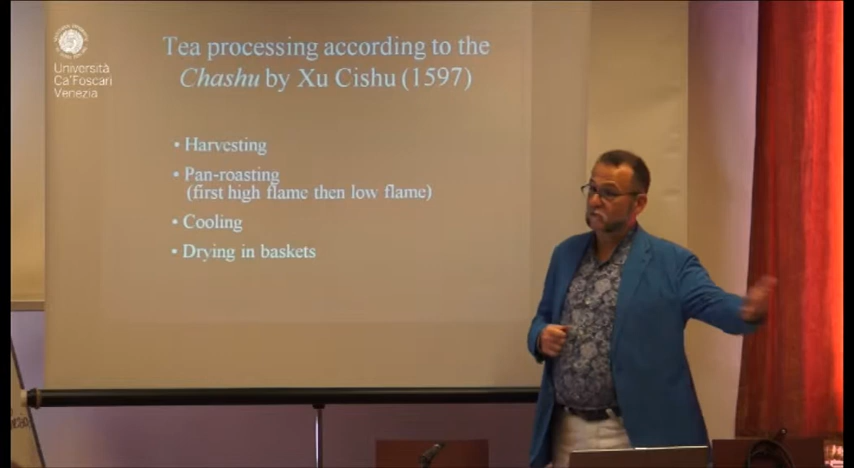 Università
Ca'Foscari
Venezia
Tea processing according to the
Chashu by Xu Cishu (1597)
• Harvesting
• Pan-roasting
(first high flame then low flame)
• Cooling
• Drying in baskets